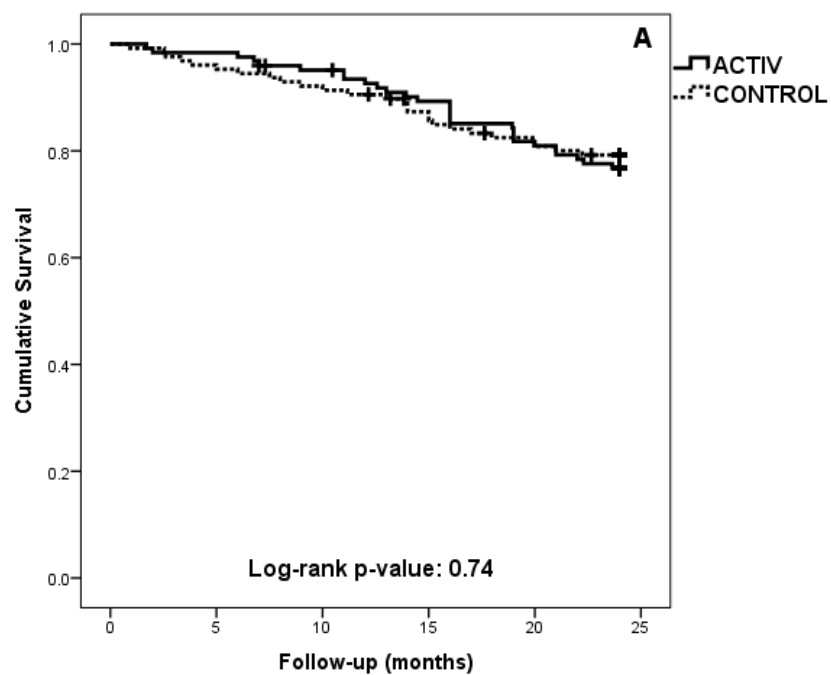 A
ACTIV
CONTROL
1.0
0.8
0.6
0.4
0.2
0.0
Cumulative Survival
Log-rank p-value: 0.74
0 5 10 15 20 25
Follow-up (months)